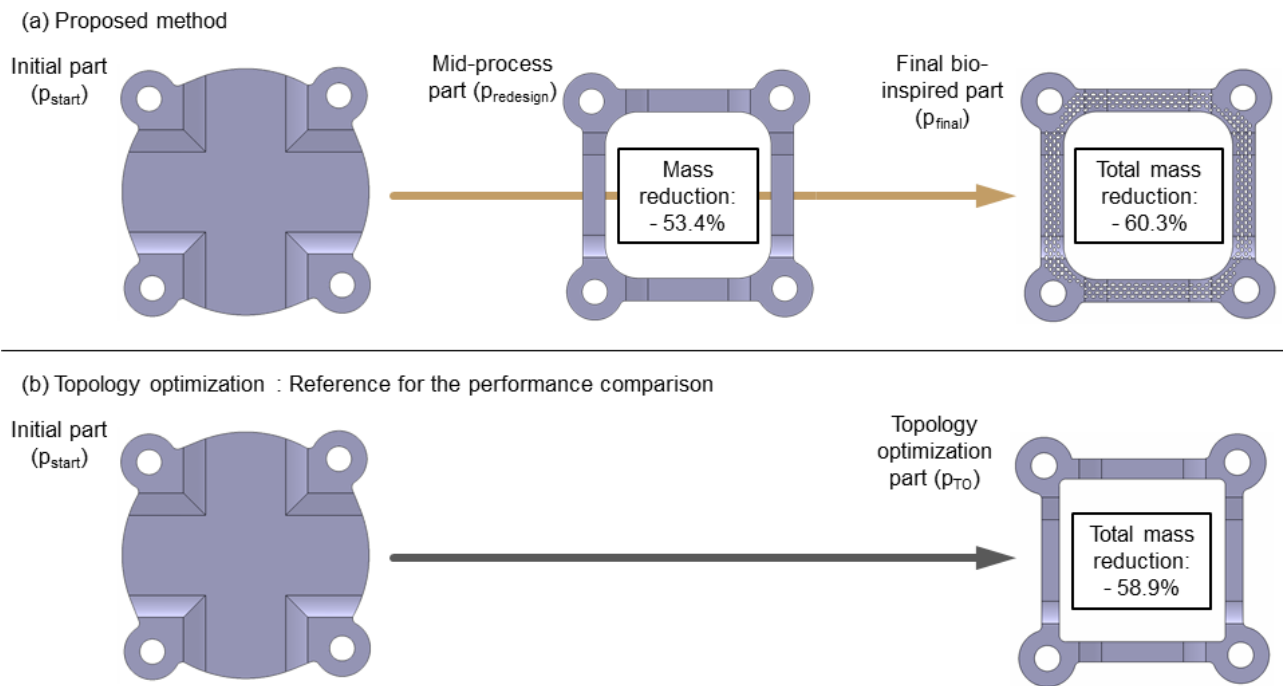 (a) Proposed method
Initial part
(pstart)
Mid-process
part (predesign)
Final bio-
inspired part
(pfinal)
Mass
reduction:
- 53.4%
Total mass
reduction:
- 60.3%
(b) Topology optimization : Reference for the performance comparison
Initial part
(pstart)
Topology
optimization
part (pTO)
Total mass
reduction:
- 58.9%